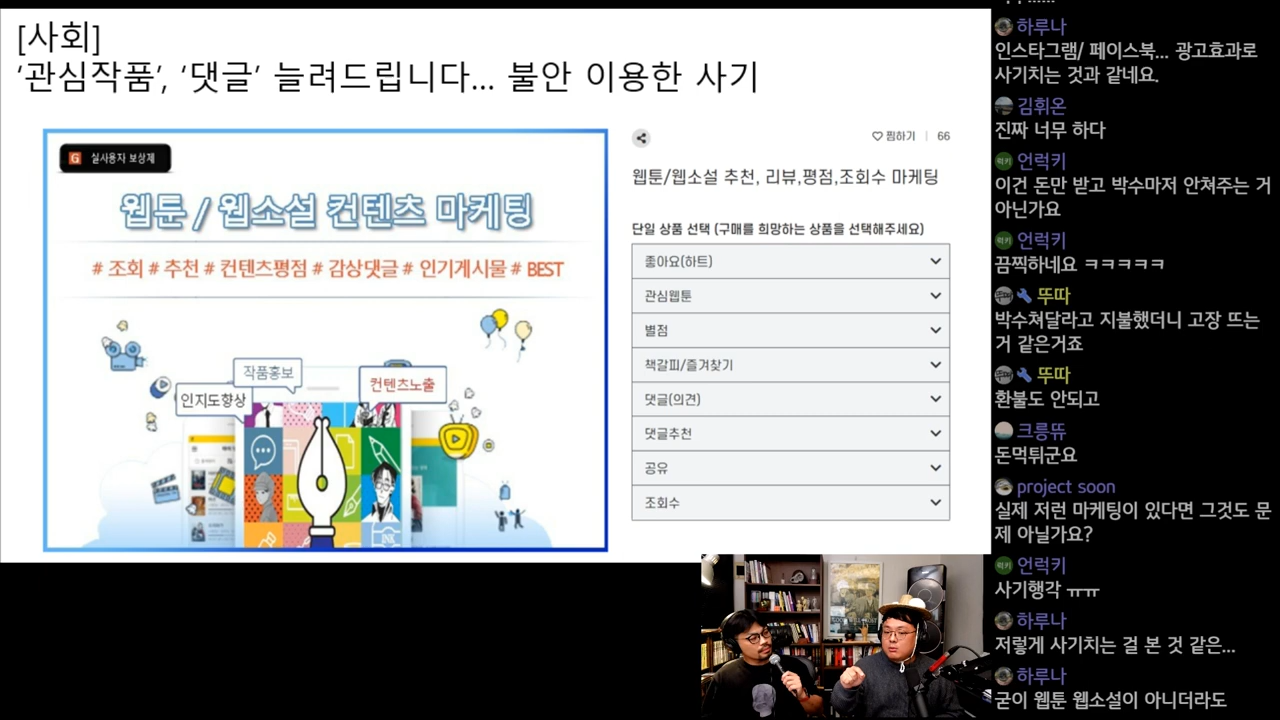 [사회]
‘관심작품’, ‘댓글’ 늘려드립니다... 불안 이용한 사기
G 실사용자 보상제
웹툰 / 웹소설 컨텐츠 마케팅
# 조회 # 추천 # 컨텐츠평점 # 감상댓글 # 인기게시물 # BEST
작품홍보
인지도향상
컨텐츠노출
INK
찜하기 | 66
웹툰/웹소설 추천, 리뷰,평점,조회수 마케팅
단일 상품 선택 (구매를 희망하는 상품을 선택해주세요)
좋아요(하트)
관심웹툰
별점
책갈피/즐겨찾기
댓글(의견)
댓글추천
공유
조회수
하루나
인스타그램/ 페이스북... 광고효과로
사기치는 것과 같네요.
김휘온
진짜 너무 하다
럭키 언럭키
이건 돈만 받고 박수마저 안쳐주는 거
아닌가요
럭키 언럭키
끔찍하네요 ㅋㅋㅋㅋㅋ
뚜따
박수쳐달라고 지불했더니 고장 뜨는
거 같은거죠
뚜따
환불도 안되고
크릉뜌
돈먹튀군요
project soon
실제 저런 마케팅이 있다면 그것도 문
제 아닐가요?
럭키 언럭키
사기행각 ㅠㅠ
하루나
저렇게 사기치는 걸 본 것 같은...
하루나
굳이 웹툰 웹소설이 아니더라도